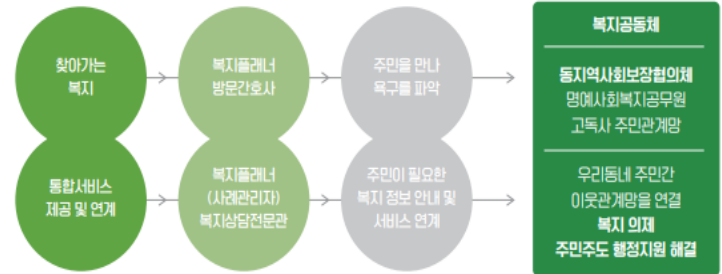 찾아가는
복지
복지플래너
방문간호사
주민을 만나
욕구를 파악
통합서비스
제공 및 연계
복지플래너
(사례관리자)
복지상담전문관
주민이 필요한
복지 정보 안내 및
서비스 연계
복지공동체
동지역사회보장협의체
명예사회복지공무원
고독사 주민관계망
우리동네 주민간
이웃관계망을 연결
복지 의제
주민주도 행정지원 해결